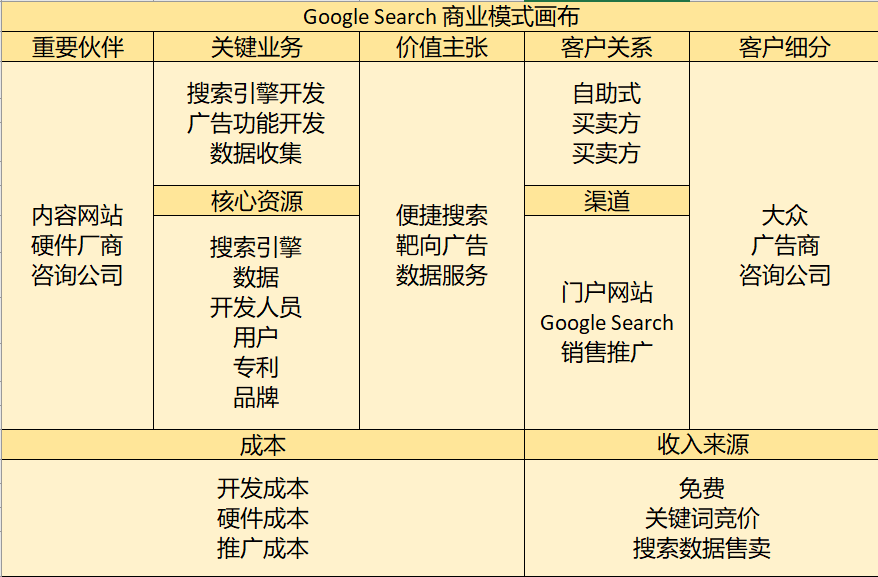 Google Search 商业模式画布
重要伙伴
关键业务
价值主张
客户关系
客户细分
内容网站
硬件厂商
咨询公司
搜索引擎开发
广告功能开发
数据收集
核心资源
搜索引擎
数据
开发人员
用户
专利
品牌
便捷搜索
靶向广告
数据服务
自助式
买卖方
买卖方
渠道
门户网站
Google Search
销售推广
大众
广告商
咨询公司
成本
收入来源
开发成本
硬件成本
推广成本
免费
关键词竞价
搜索数据售卖